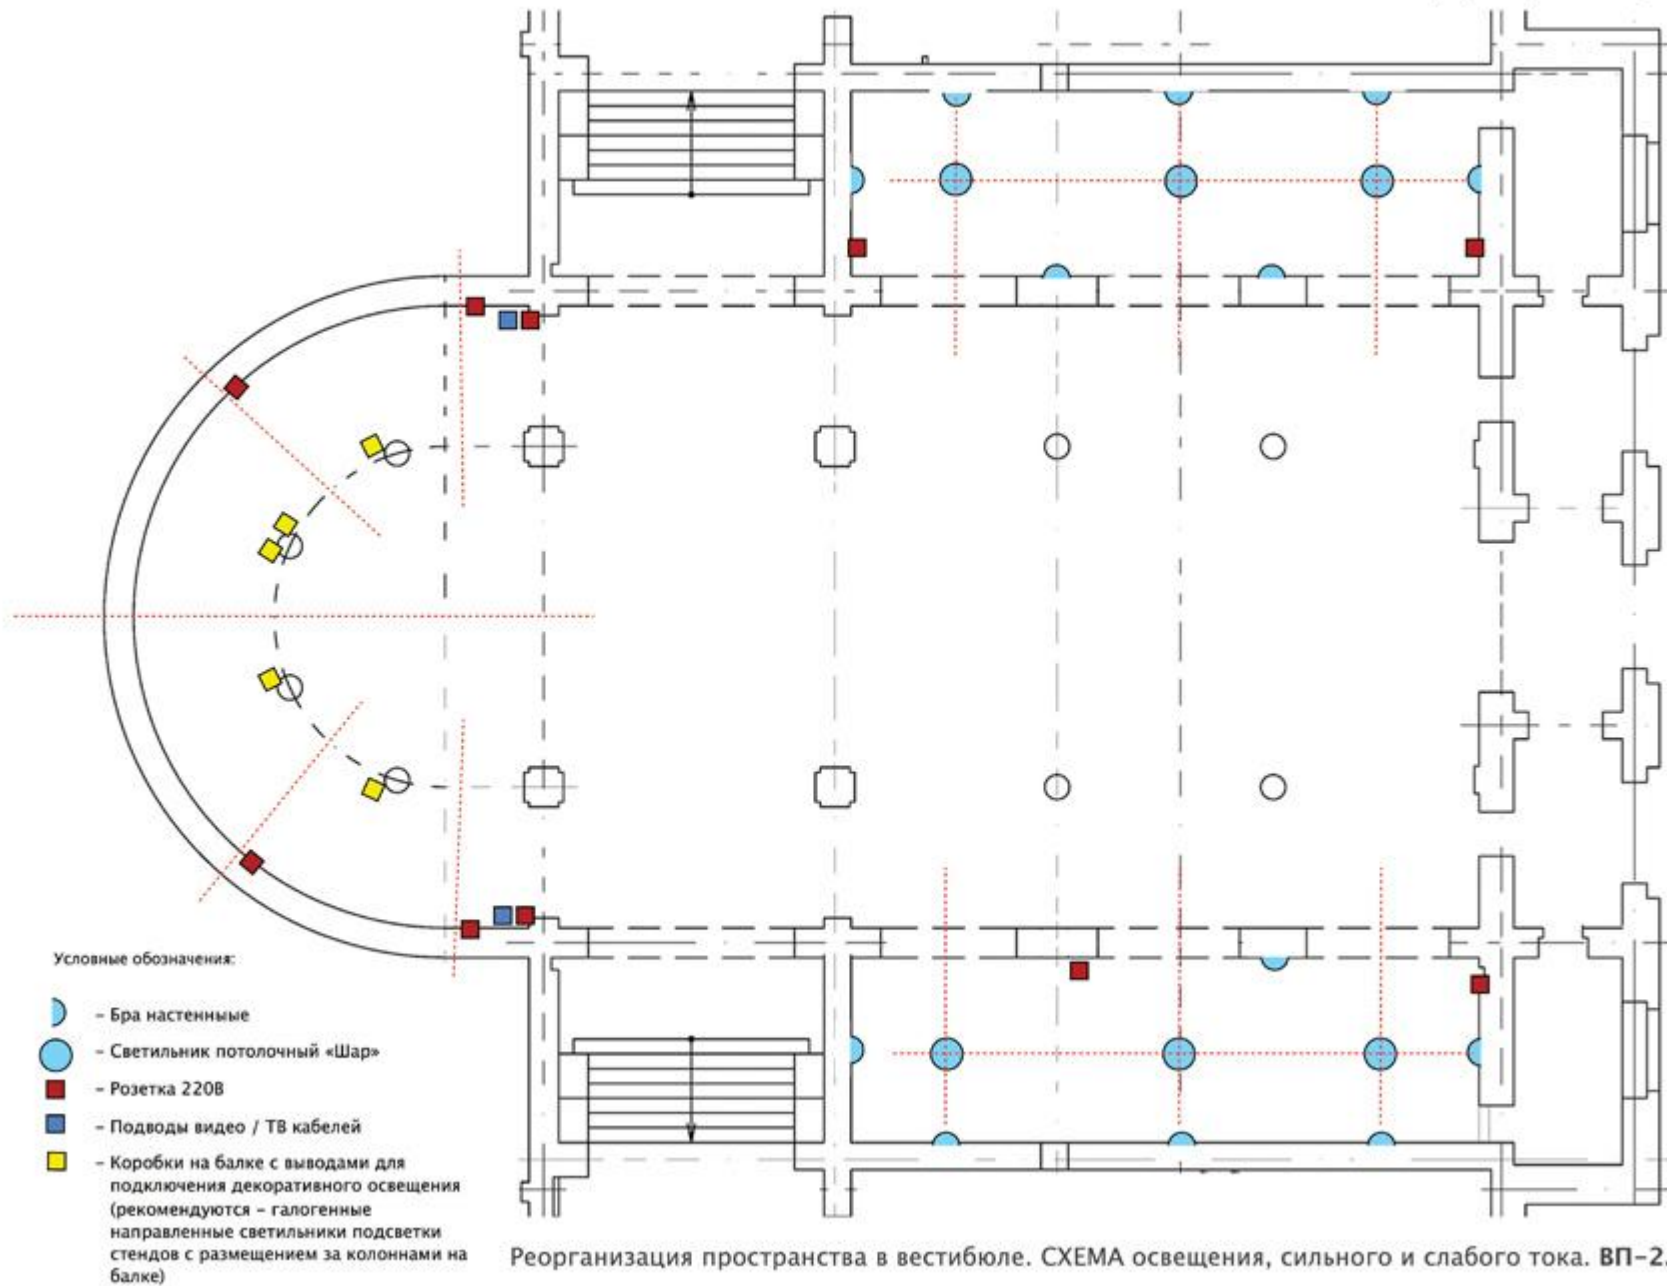 Условные обозначения:
– Бра настенныые
– Светильник потолочный «Шар»
– Розетка 220В
– Подводы видео / ТВ кабелей
– Коробки на балке с выводами для
подключения декоративного освещения
(рекомендуются – галогенные
направленные светильники подсветки
стендов с размещением за колоннами на
балке)
Реорганизация пространства в вестибюле. СХЕМА освещения, сильного и слабого тока. ВП–2.